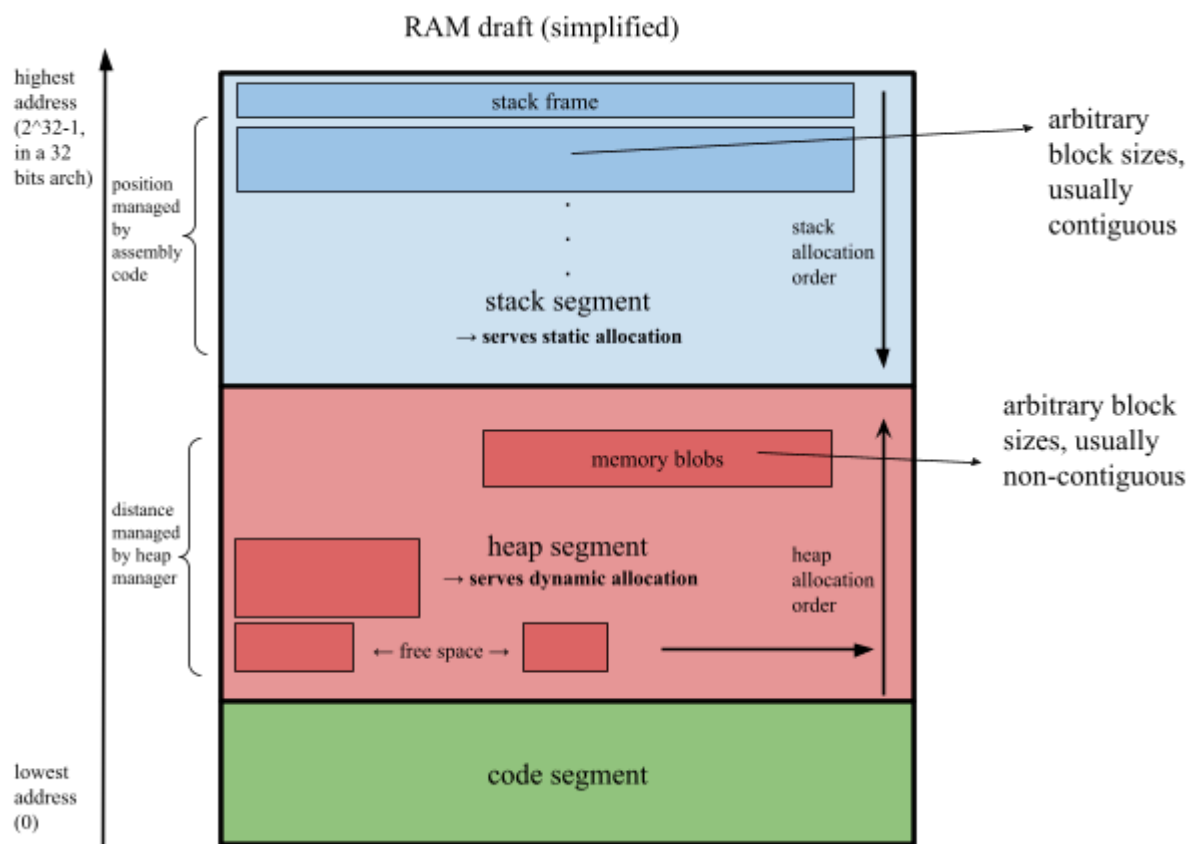 RAM draft (simplified)
highest
address
(2^32-1,
in a 32
bits arch)
stack frame
arbitrary
block sizes,
usually
contiguous
position
managed
by
assembly
code
.
.
.
stack
allocation
order
stack segment
→ serves static allocation
memory blobs
arbitrary block
sizes, usually
non-contiguous
distance
managed
by heap
manager
heap segment
→ serves dynamic allocation
heap
allocation
order
← free space →
code segment
lowest
address
(0)